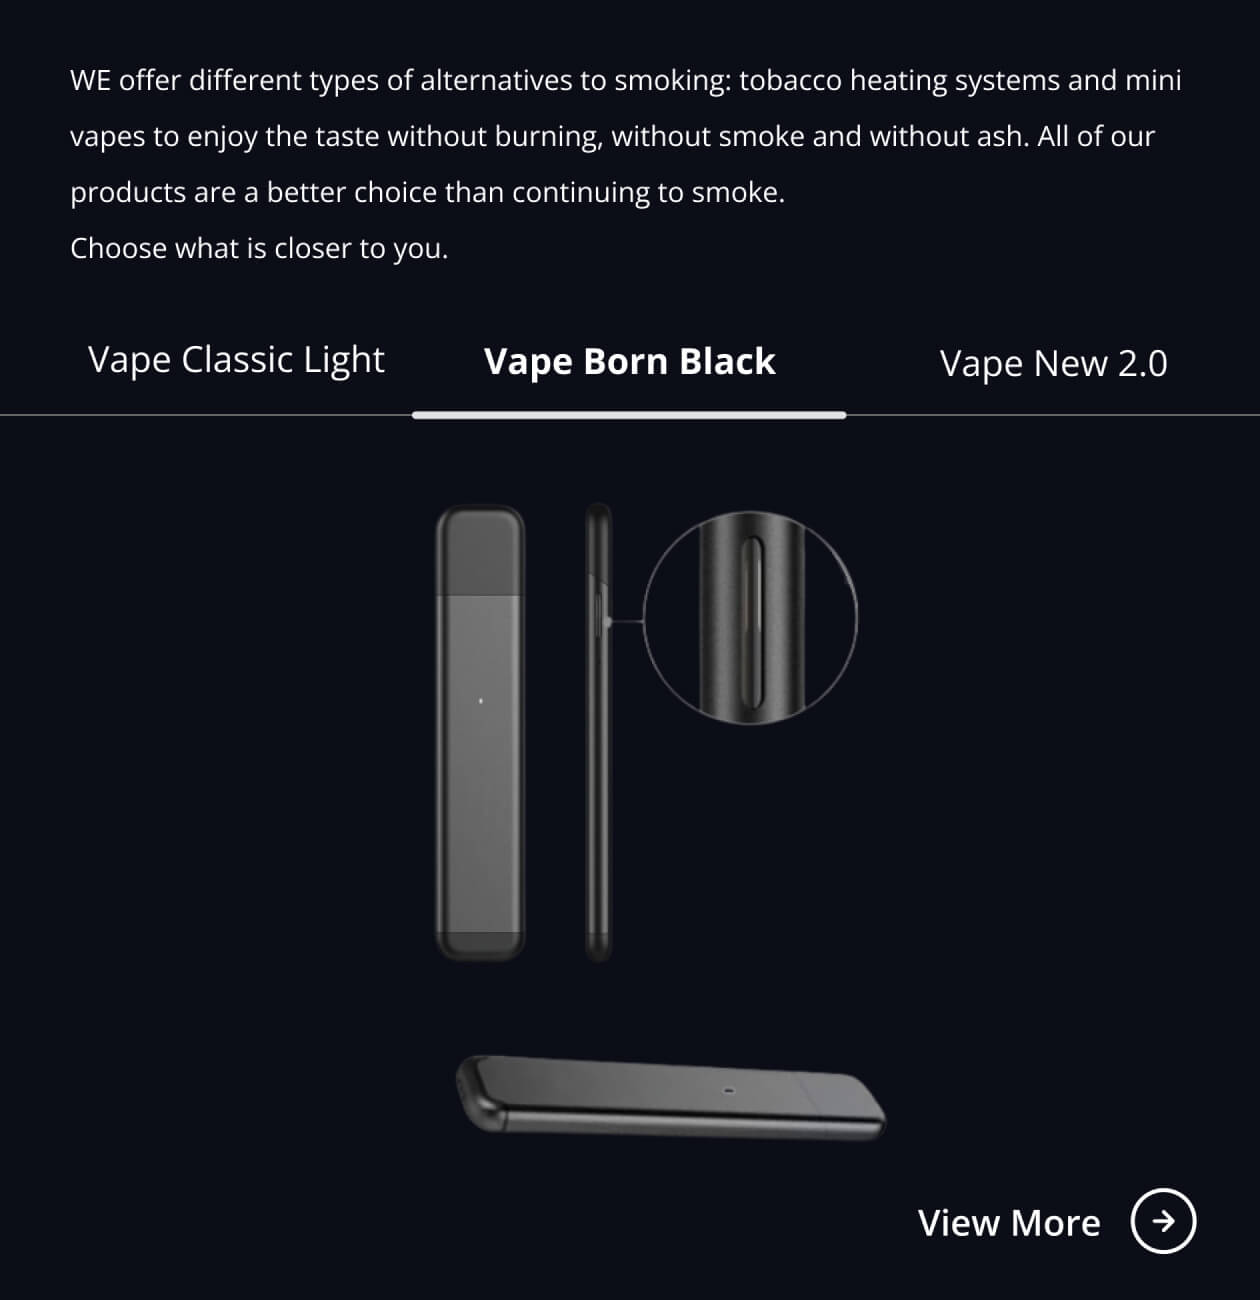 WE offer different types of alternatives to smoking: tobacco heating systems and mini
vapes to enjoy the taste without burning, without smoke and without ash. All of our
products are a better choice than continuing to smoke.
Choose what is closer to you.
Vape Classic Light
Vape Born Black
Vape New 2.0
View More